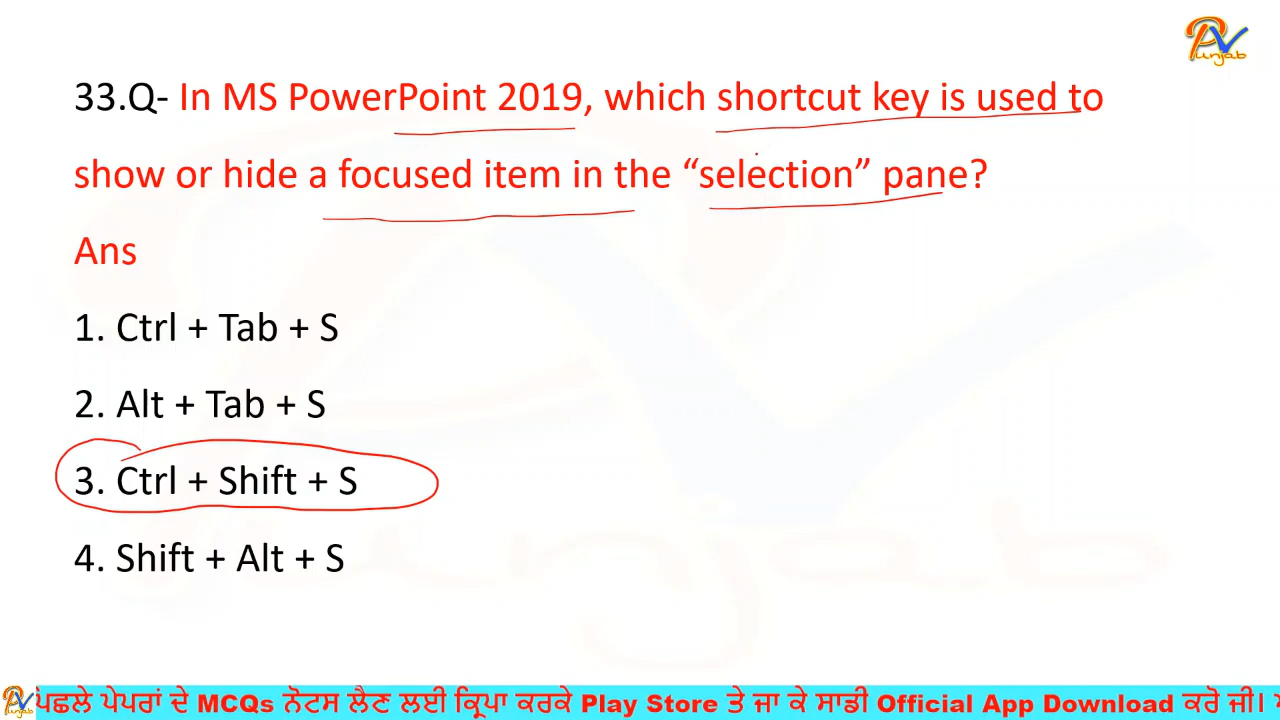 PV
Punjab
33.Q- In MS PowerPoint 2019, which shortcut key is used to
show or hide a focused item in the “selection” pane?
Ans
1. Ctrl + Tab + S
2. Alt + Tab + S
3. Ctrl + Shift + S
4. Shift + Alt + S
ਪਿਛਲੇ ਪੇਪਰਾਂ ਦੇ MCQs ਨੋਟਸ ਲੈਣ ਲਈ ਕ੍ਰਿਪਾ ਕਰਕੇ Play Store ਤੇ ਜਾ ਕੇ ਸਾਡੀ Official App Download ਕਰੋ ਜੀ।